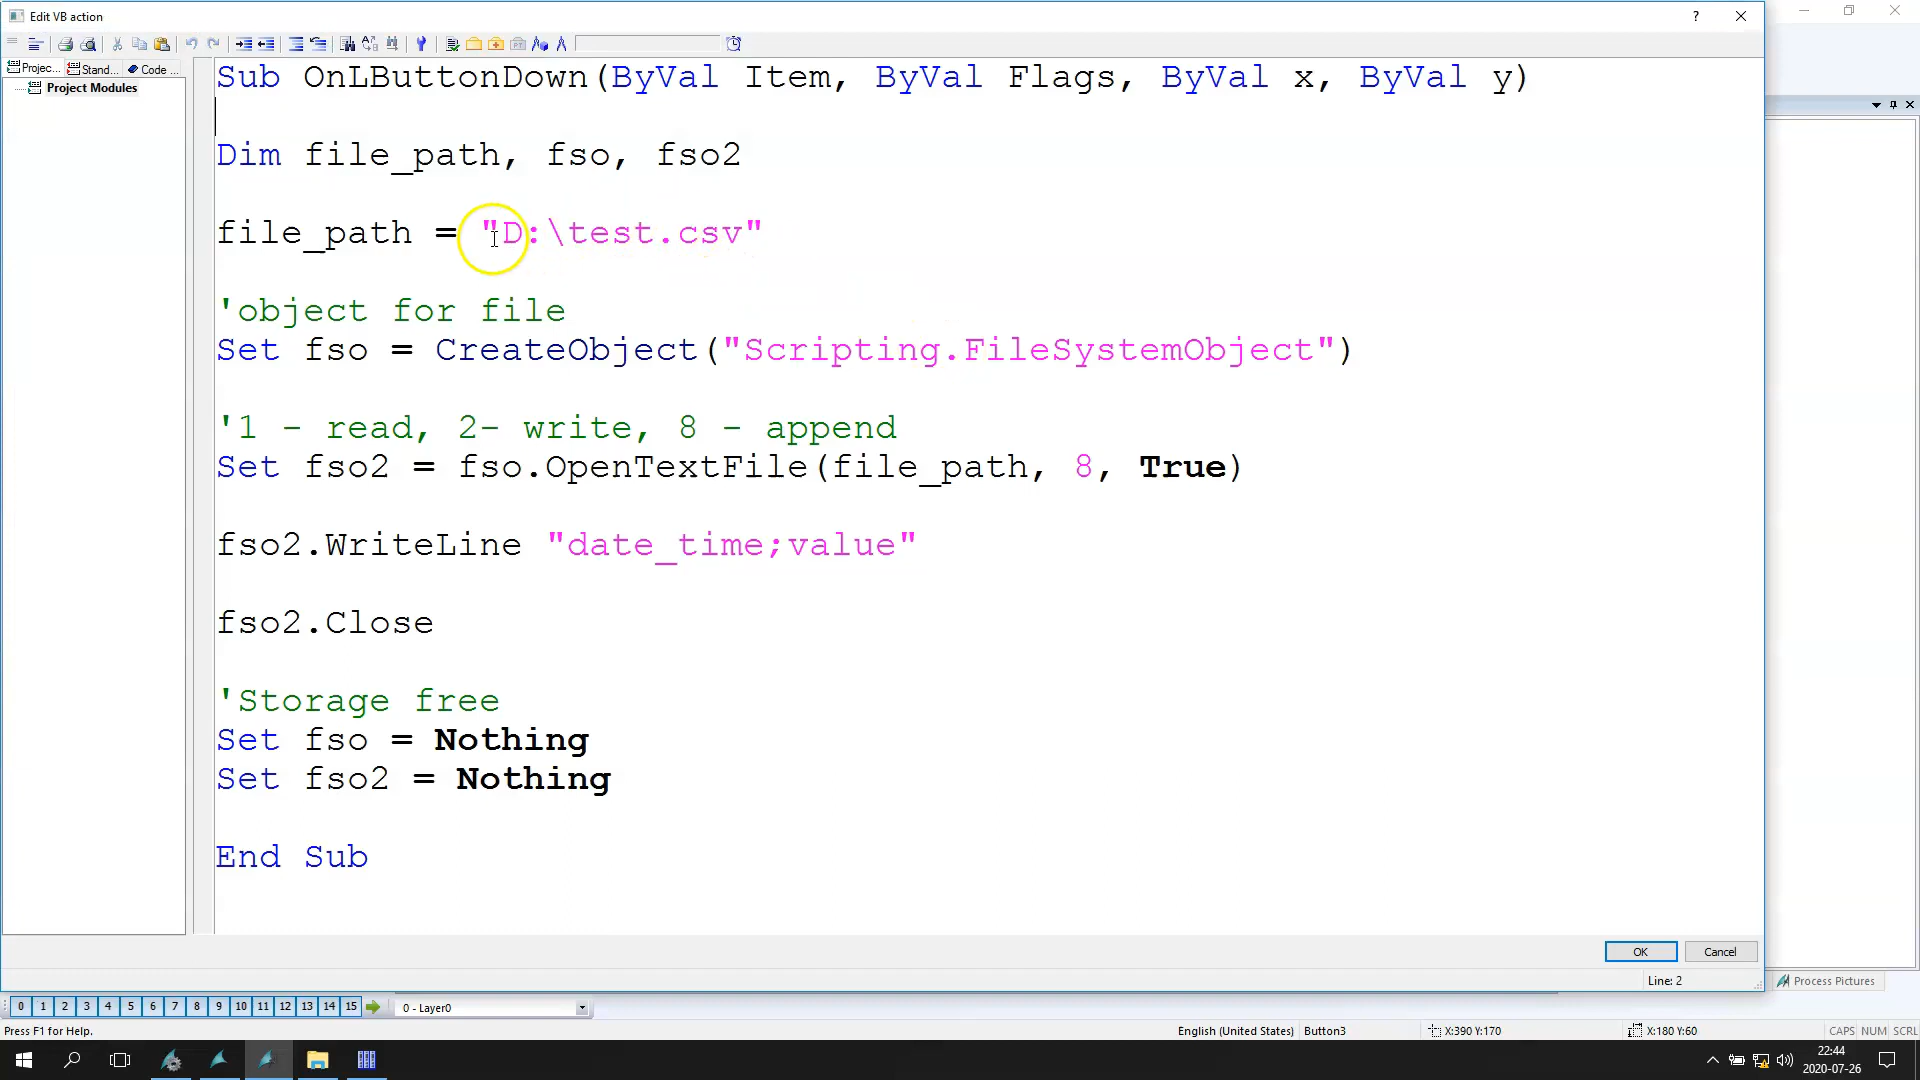 Edit VB action
Projec... Stand... Code ...
Project Modules
Sub OnLButtonDown(ByVal Item, ByVal Flags, ByVal x, ByVal y)
Dim file_path, fso, fso2
file_path = "D:\test.csv"
'object for file
Set fso = CreateObject("Scripting.FileSystemObject")
'1 - read, 2- write, 8 - append
Set fso2 = fso.OpenTextFile(file_path, 8, True)
fso2.WriteLine "date_time;value"
fso2.Close
'Storage free
Set fso = Nothing
Set fso2 = Nothing
End Sub
OK Cancel
Line: 2
Process Pictures
0 1 2 3 4 5 6 7 8 9 10 11 12 13 14 15 0 - Layer0
Press F1 for Help. English (United States) Button3 X:390 Y:170 X:180 Y:60 CAPS NUM SCRL
22:44
2020-07-26